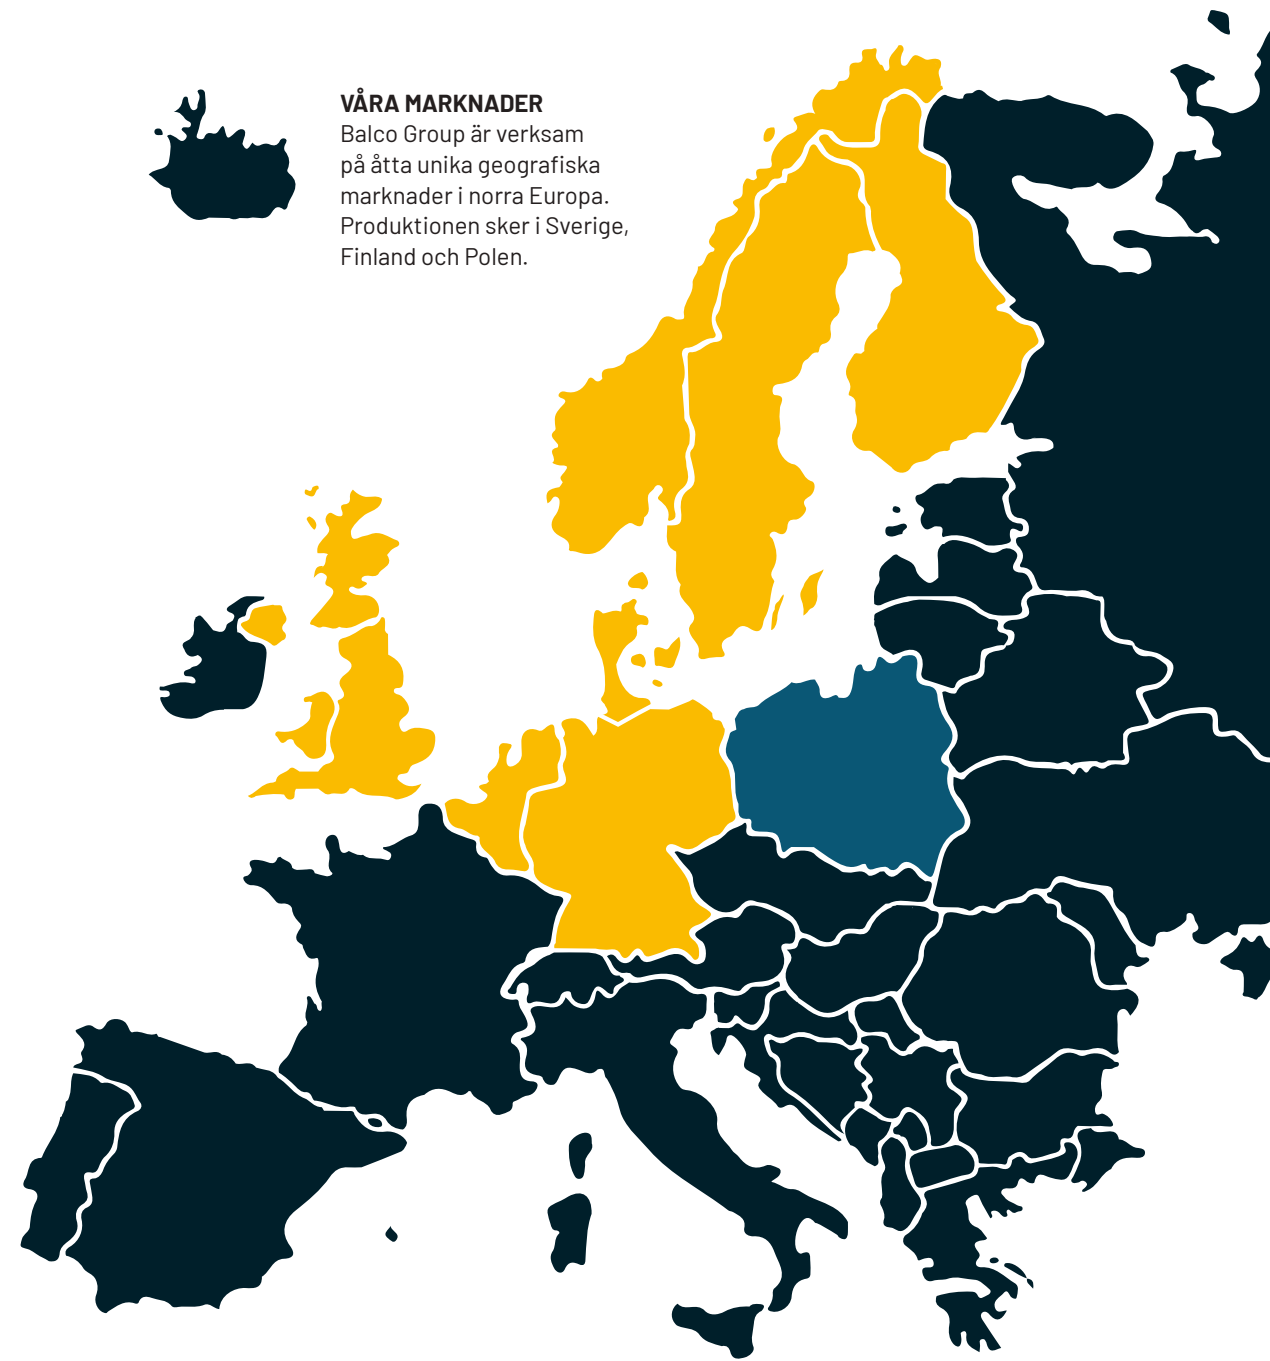 VÅRA MARKNADER
Balco Group är verksam
på åtta unika geografiska
marknader i norra Europa.
Produktionen sker i Sverige,
Finland och Polen.